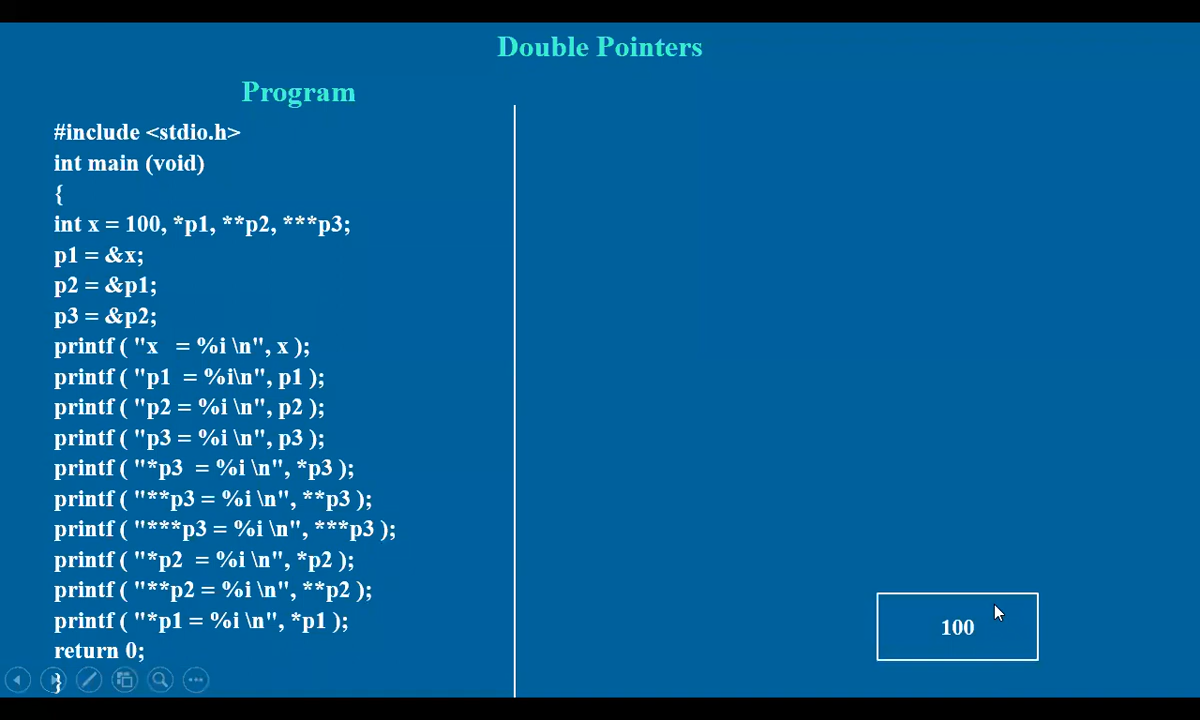 Double Pointers
Program
#include <stdio.h>
int main (void)
{
int x = 100, *p1, **p2, ***p3;
p1 = &x;
p2 = &p1;
p3 = &p2;
printf ( "x   = %i \n", x );
printf ( "p1  = %i\n", p1 );
printf ( "p2 = %i \n", p2 );
printf ( "p3 = %i \n", p3 );
printf ( "*p3  = %i \n", *p3 );
printf ( "**p3 = %i \n", **p3 );
printf ( "***p3 = %i \n", ***p3 );
printf ( "*p2  = %i \n", *p2 );
printf ( "**p2 = %i \n", **p2 );
printf ( "*p1 = %i \n", *p1 );
return 0;
}
100